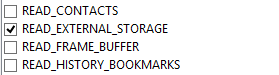 READ_CONTACTS
READ_EXTERNAL_STORAGE
READ_FRAME_BUFFER
READ_HISTORY_BOOKMARKS